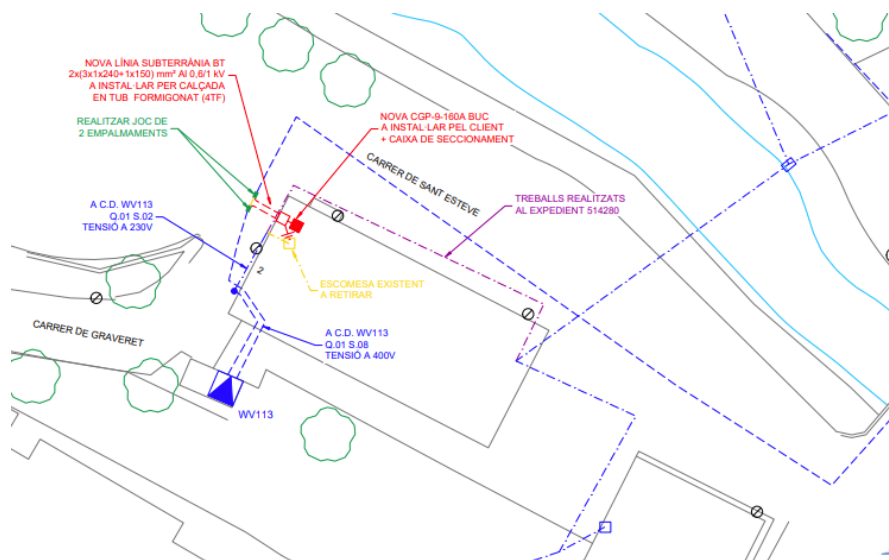 NOVA LÍNIA SUBTERRÀNIA BT
2x(3x1x240+1x150) mm² Al 0,6/1 kV
A INSTAL·LAR PER CALÇADA
EN TUB FORMIGONAT (4TF)
REALITZAR JOC DE
2 EMPALMAMENTS
NOVA CGP-9-160A BUC
A INSTAL·LAR PEL CLIENT
+ CAIXA DE SECCIONAMENT
CARRER DE SANT ESTEVE
TREBALLS REALITZATS
AL EXPEDIENT 514280
A C.D. WV113
Q.01 S.02
TENSIÓ A 230V
2
ESCOMESA EXISTENT
A RETIRAR
CARRER DE GRAVERET
A C.D. WV113
Q.01 S.08
TENSIÓ A 400V
WV113